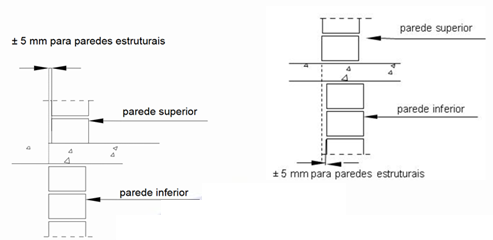 ± 5 mm para paredes estruturais
parede superior
parede inferior
parede superior
parede inferior
± 5 mm para paredes estruturais